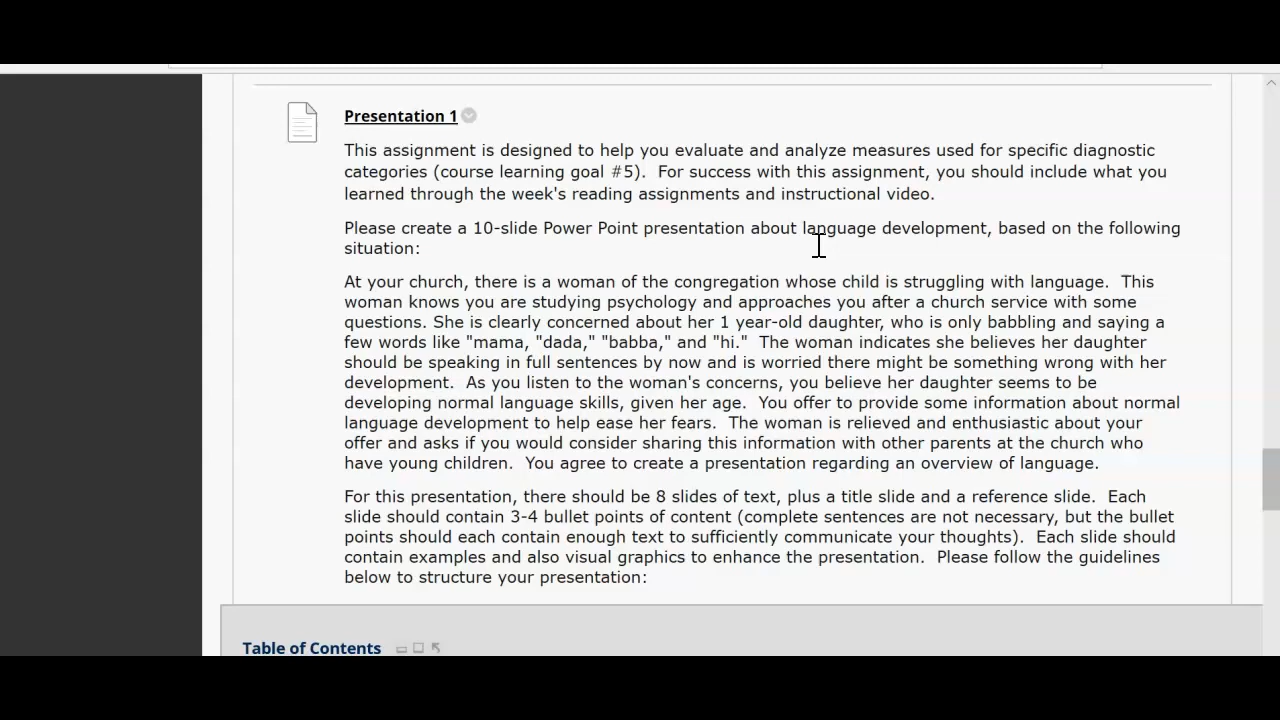 Presentation 1
This assignment is designed to help you evaluate and analyze measures used for specific diagnostic
categories (course learning goal #5).  For success with this assignment, you should include what you
learned through the week's reading assignments and instructional video.
Please create a 10-slide Power Point presentation about language development, based on the following
situation:
At your church, there is a woman of the congregation whose child is struggling with language.  This
woman knows you are studying psychology and approaches you after a church service with some
questions. She is clearly concerned about her 1 year-old daughter, who is only babbling and saying a
few words like "mama, "dada," "babba," and "hi."  The woman indicates she believes her daughter
should be speaking in full sentences by now and is worried there might be something wrong with her
development.  As you listen to the woman's concerns, you believe her daughter seems to be
developing normal language skills, given her age.  You offer to provide some information about normal
language development to help ease her fears.  The woman is relieved and enthusiastic about your
offer and asks if you would consider sharing this information with other parents at the church who
have young children.  You agree to create a presentation regarding an overview of language.
For this presentation, there should be 8 slides of text, plus a title slide and a reference slide.  Each
slide should contain 3-4 bullet points of content (complete sentences are not necessary, but the bullet
points should each contain enough text to sufficiently communicate your thoughts).  Each slide should
contain examples and also visual graphics to enhance the presentation.  Please follow the guidelines
below to structure your presentation:
Table of Contents